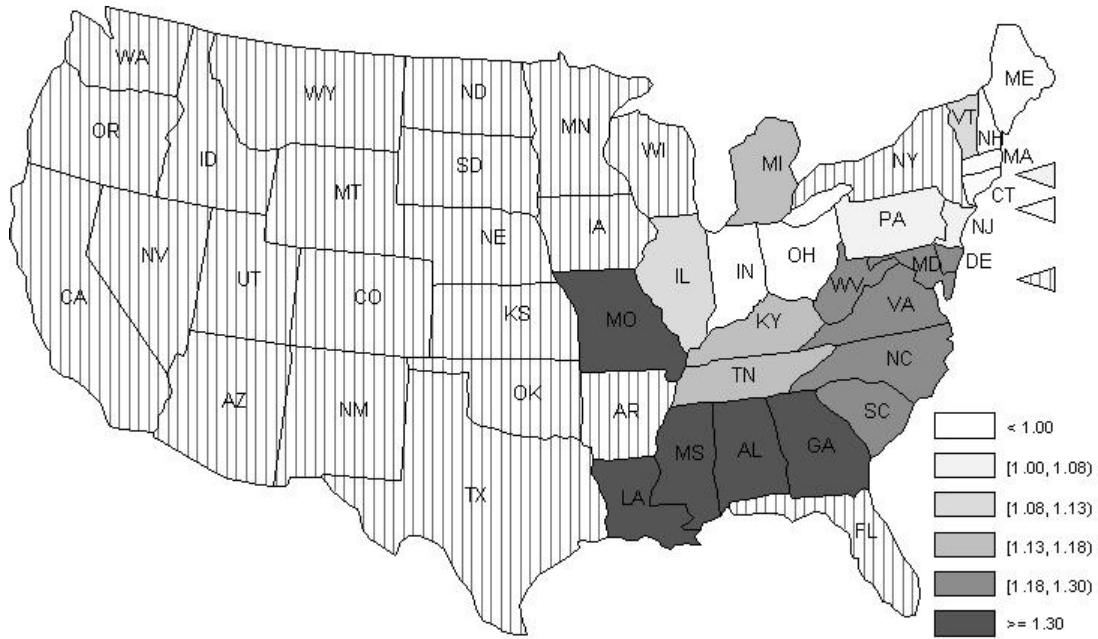 WA
WY
ND
MN
ME
VT
NH
OR
ID
SD
WI
MI
NY
MA
MT
CT
NE
IA
PA
NJ
NV
UT
IL
IN
OH
MD
DE
CA
CO
KS
MO
WV
VA
KY
NC
TN
AZ
NM
OK
AR
SC
< 1.00
MS
AL
GA
[1.00, 1.08)
TX
LA
[1.08, 1.13)
FL
[1.13, 1.18)
[1.18, 1.30)
>= 1.30